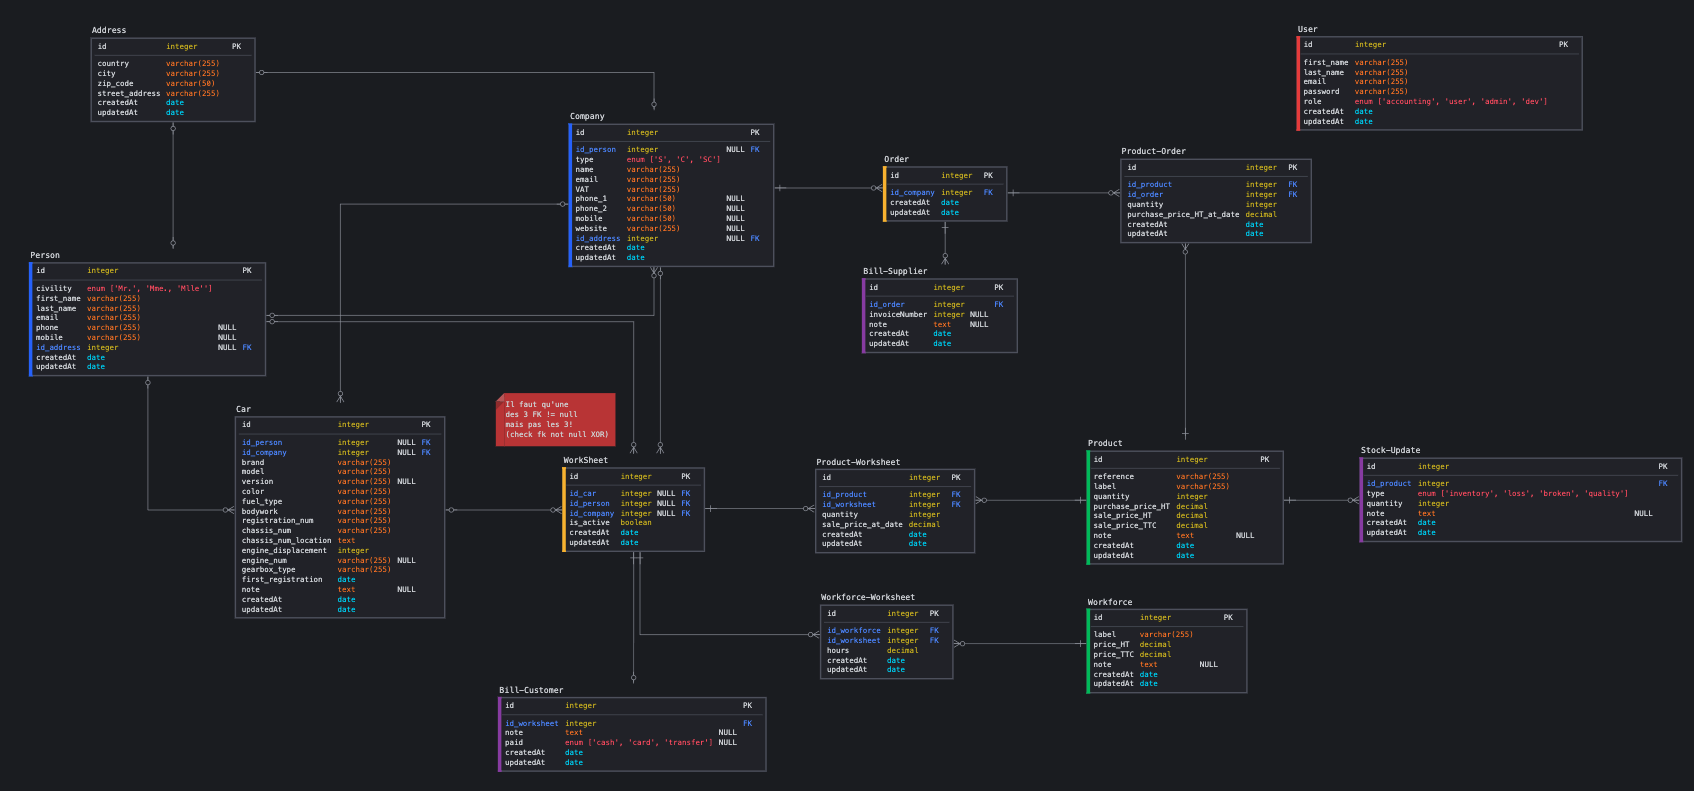 Address
id integer PK
country varchar(255)
city varchar(255)
zip_code varchar(50)
street_address varchar(255)
createdAt date
updatedAt date
User
id integer PK
first_name varchar(255)
last_name varchar(255)
email varchar(255)
password varchar(255)
role enum ['accounting', 'user', 'admin', 'dev']
createdAt date
updatedAt date
Company
id integer PK
id_person integer NULL FK
type enum ['S', 'C', 'SC']
name varchar(255)
email varchar(255)
VAT varchar(255)
phone_1 varchar(50) NULL
phone_2 varchar(50) NULL
mobile varchar(50) NULL
website varchar(255) NULL
id_address integer NULL FK
createdAt date
updatedAt date
Order
id integer PK
id_company integer FK
createdAt date
updatedAt date
Product-Order
id integer PK
id_product integer FK
id_order integer FK
quantity integer
purchase_price_HT_at_date decimal
createdAt date
updatedAt date
Person
id integer PK
civility enum ['Mr.', 'Mme., 'Mlle'']
first_name varchar(255)
last_name varchar(255)
email varchar(255)
phone varchar(255) NULL
mobile varchar(255) NULL
id_address integer NULL FK
createdAt date
updatedAt date
Bill-Supplier
id integer PK
id_order integer FK
invoiceNumber integer NULL
note text NULL
createdAt date
updatedAt date
Il faut qu'une
des 3 FK != null
mais pas les 3!
(check fk not null XOR)
Car
id integer PK
id_person integer NULL FK
id_company integer NULL FK
brand varchar(255)
model varchar(255)
version varchar(255) NULL
color varchar(255)
fuel_type varchar(255)
bodywork varchar(255)
registration_num varchar(255)
chassis_num varchar(255)
chassis_num_location text
engine_displacement integer
engine_num varchar(255) NULL
gearbox_type varchar(255)
first_registration date
note text NULL
createdAt date
updatedAt date
WorkSheet
id integer PK
id_car integer NULL FK
id_person integer NULL FK
id_company integer NULL FK
is_active boolean
createdAt date
updatedAt date
Product-Worksheet
id integer PK
id_product integer FK
id_worksheet integer FK
quantity integer
sale_price_at_date decimal
createdAt date
updatedAt date
Product
id integer PK
reference varchar(255)
label varchar(255)
quantity integer
purchase_price_HT decimal
sale_price_HT decimal
sale_price_TTC decimal
note text NULL
createdAt date
updatedAt date
Stock-Update
id integer PK
id_product integer FK
type enum ['inventory', 'loss', 'broken', 'quality']
quantity integer
note text NULL
createdAt date
updatedAt date
Workforce-Worksheet
id integer PK
id_workforce integer FK
id_worksheet integer FK
hours decimal
createdAt date
updatedAt date
Workforce
id integer PK
label varchar(255)
price_HT decimal
price_TTC decimal
note text NULL
createdAt date
updatedAt date
Bill-Customer
id integer PK
id_worksheet integer FK
note text NULL
paid enum ['cash', 'card', 'transfer'] NULL
createdAt date
updatedAt date